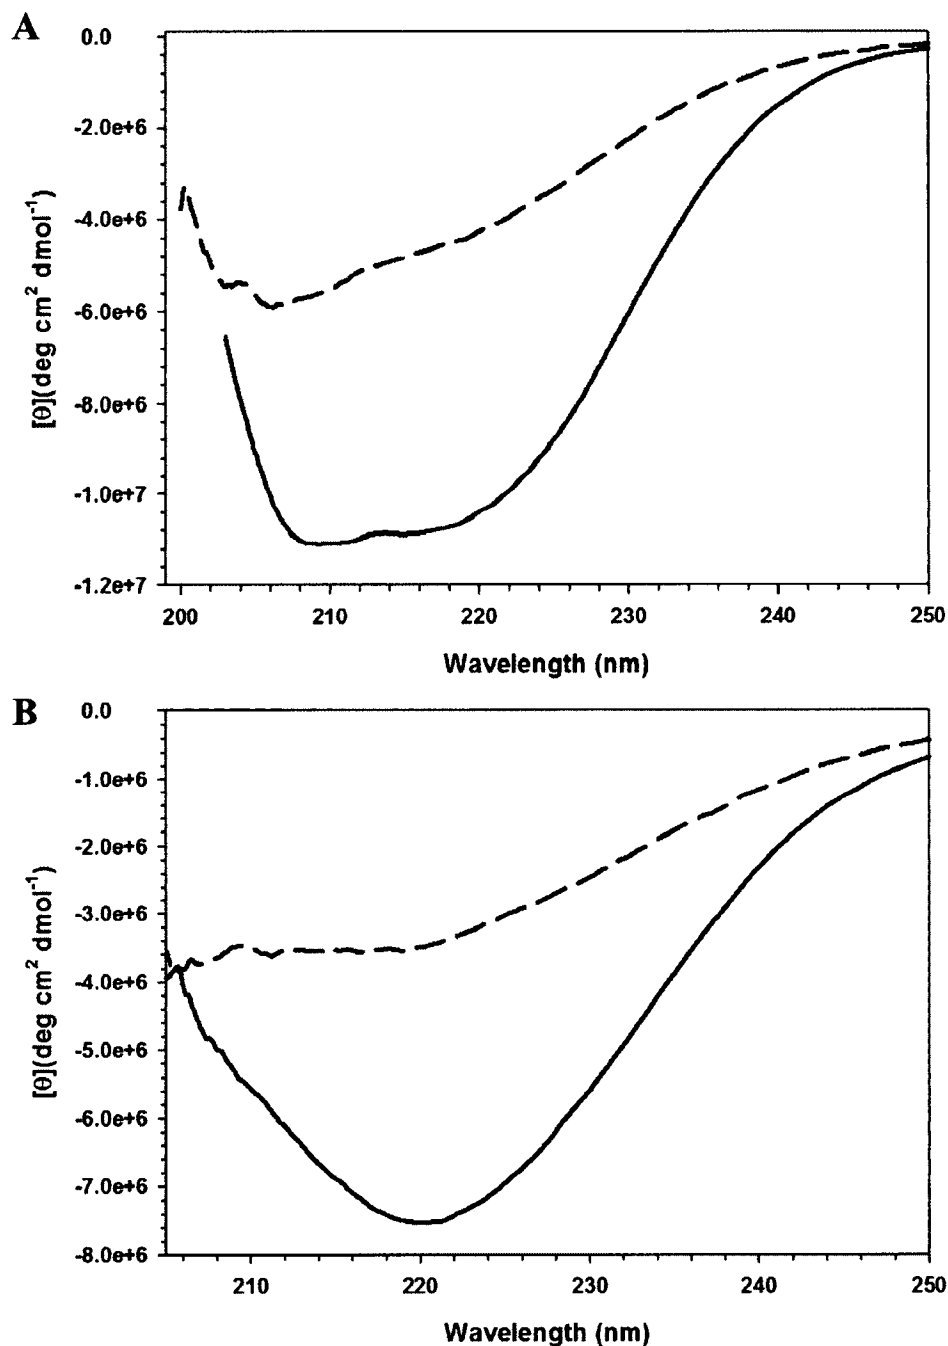 A
0.0
-2.0e+6
-4.0e+6
-6.0e+6
-8.0e+6
-1.0e+7
-1.2e+7
[θ](deg cm² dmol⁻¹)
200 210 220 230 240 250
Wavelength (nm)
B
0.0
-1.0e+6
-2.0e+6
-3.0e+6
-4.0e+6
-5.0e+6
-6.0e+6
-7.0e+6
-8.0e+6
[θ](deg cm² dmol⁻¹)
210 220 230 240 250
Wavelength (nm)